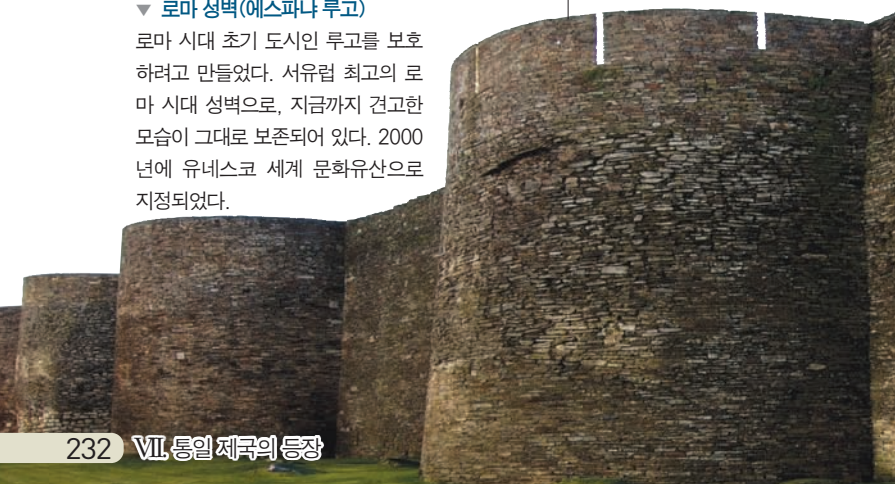 ▼ 로마 성벽(에스파냐 루고)
로마 시대 초기 도시인 루고를 보호
하려고 만들었다. 서유럽 최고의 로
마 시대 성벽으로, 지금까지 견고한
모습이 그대로 보존되어 있다. 2000
년에 유네스코 세계 문화유산으로
지정되었다.
232 Ⅶ. 통일 제국의 등장